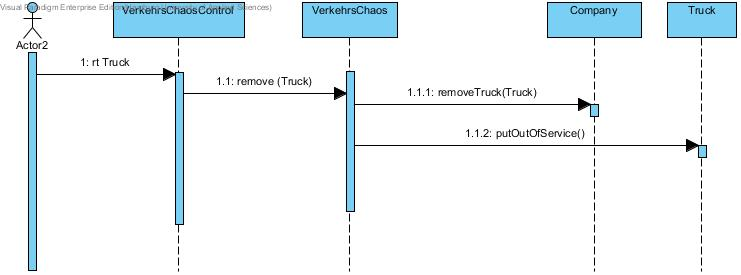 Visual Paradigm Enterprise Edition
Sciences)
VerkehrsChaosControl
VerkehrsChaos
Company
Truck
Actor2
1: rt Truck
1.1: remove (Truck)
1.1.1: removeTruck(Truck)
1.1.2: putOutOfService()